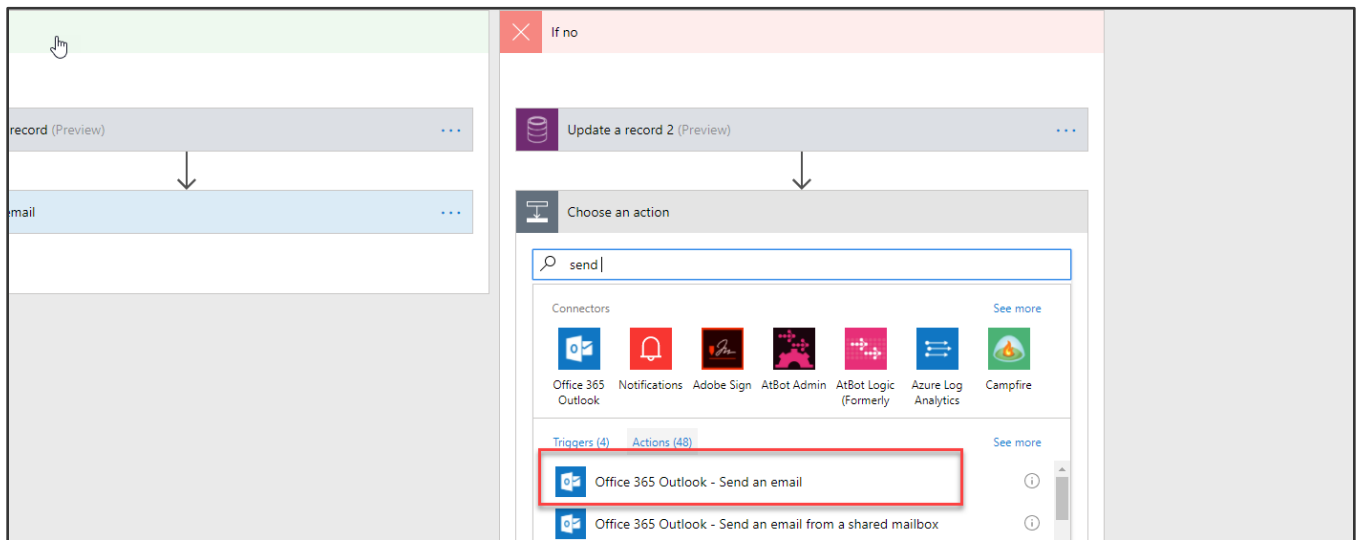 If no
record (Preview)
...
Update a record 2 (Preview)
...
email
...
Choose an action
send
Connectors
See more
Office 365
Outlook
Notifications
Adobe Sign
AtBot Admin
AtBot Logic
(Formerly
Azure Log
Analytics
Campfire
Triggers (4)
Actions (48)
See more
Office 365 Outlook - Send an email
Office 365 Outlook - Send an email from a shared mailbox